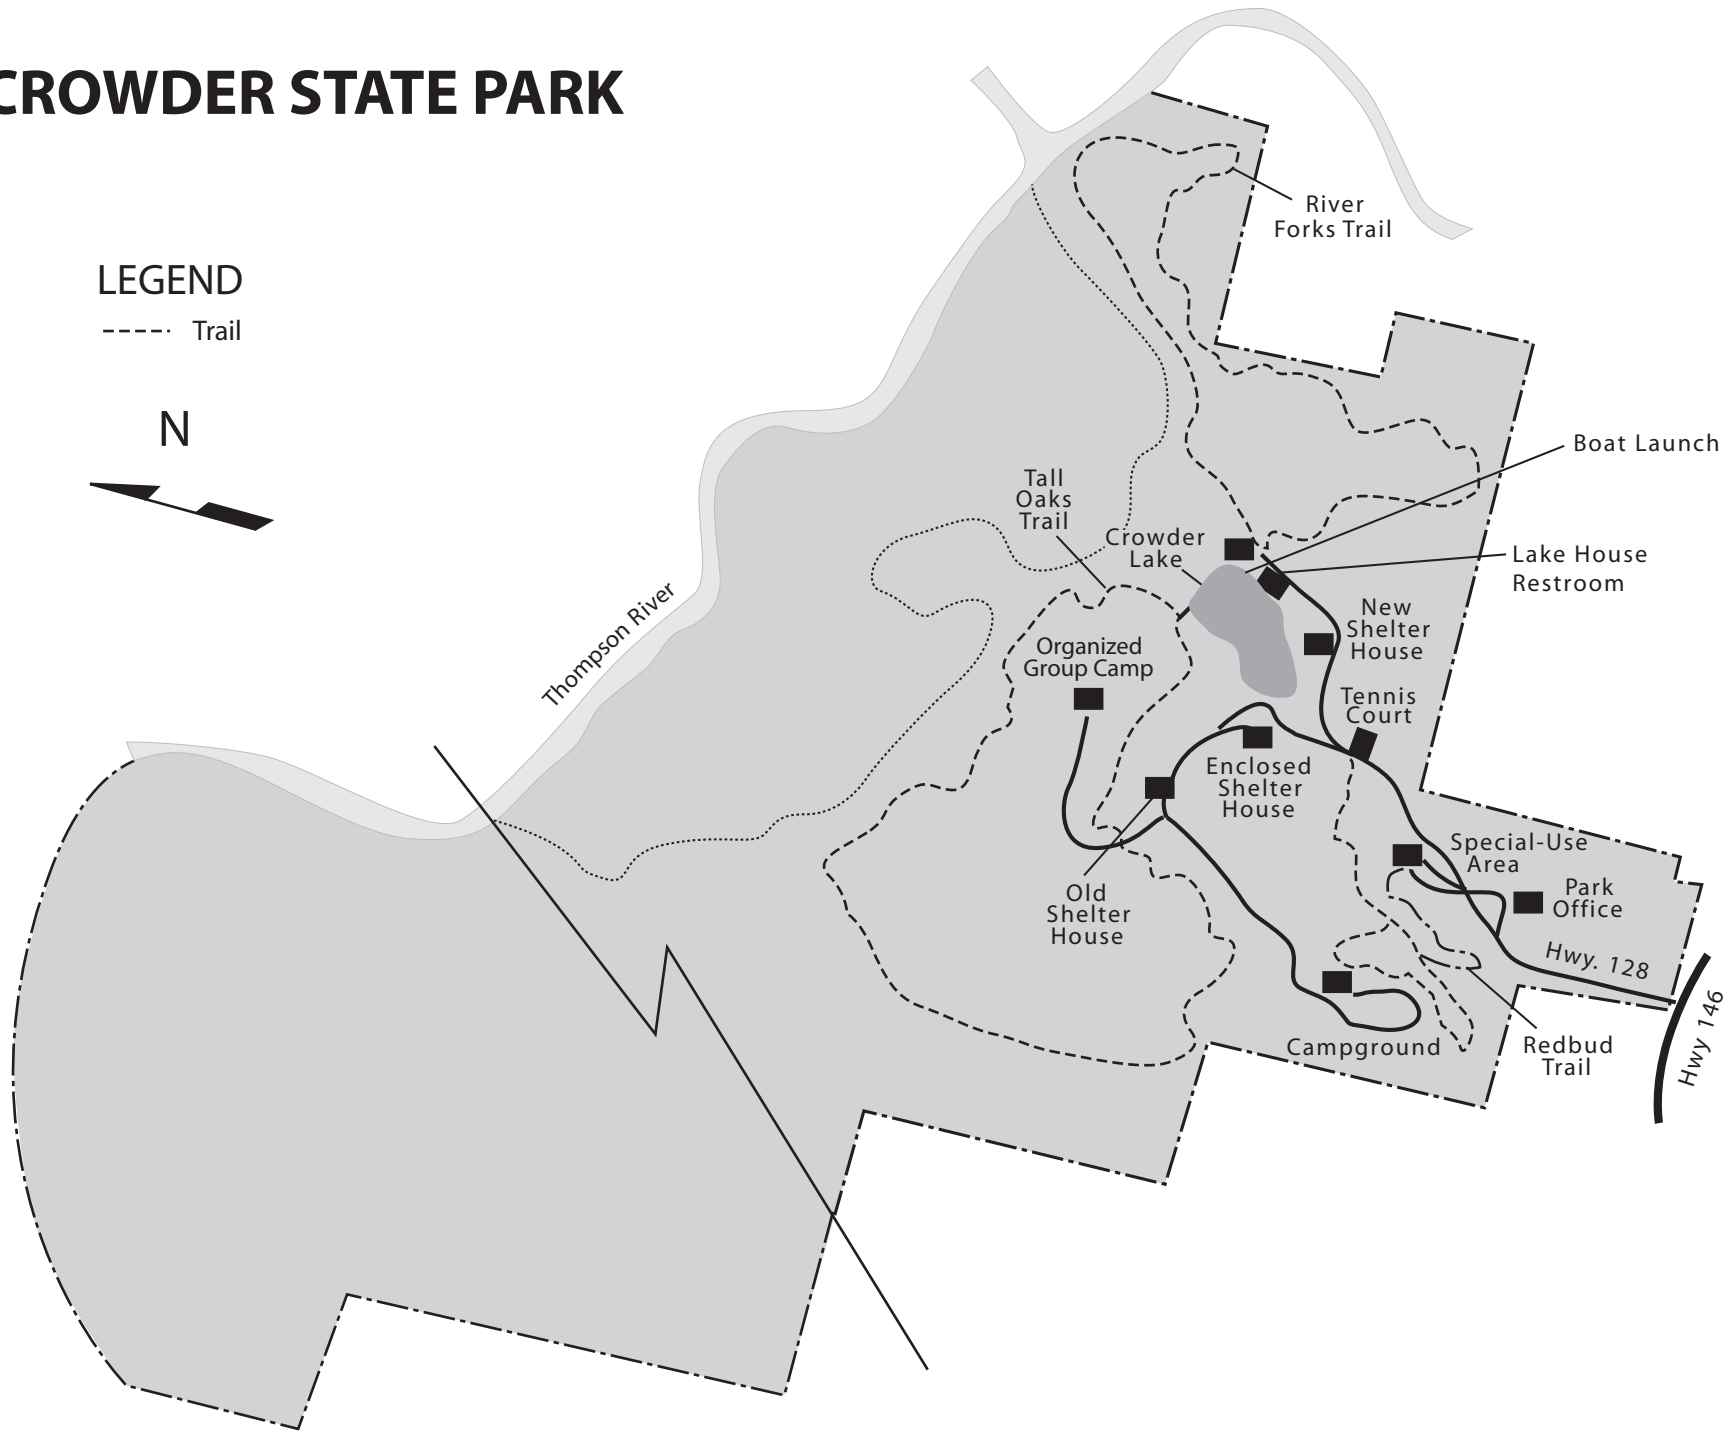 CROWDER STATE PARK
LEGEND
Trail
N
River
Forks Trail
Boat Launch
Tall
Oaks
Trail
Crowder
Lake
Lake House
Restroom
New
Shelter
House
Thompson River
Organized
Group Camp
Tennis
Court
Enclosed
Shelter
House
Special-Use
Area
Park
Office
Old
Shelter
House
Hwy. 128
Hwy 146
Campground
Redbud
Trail